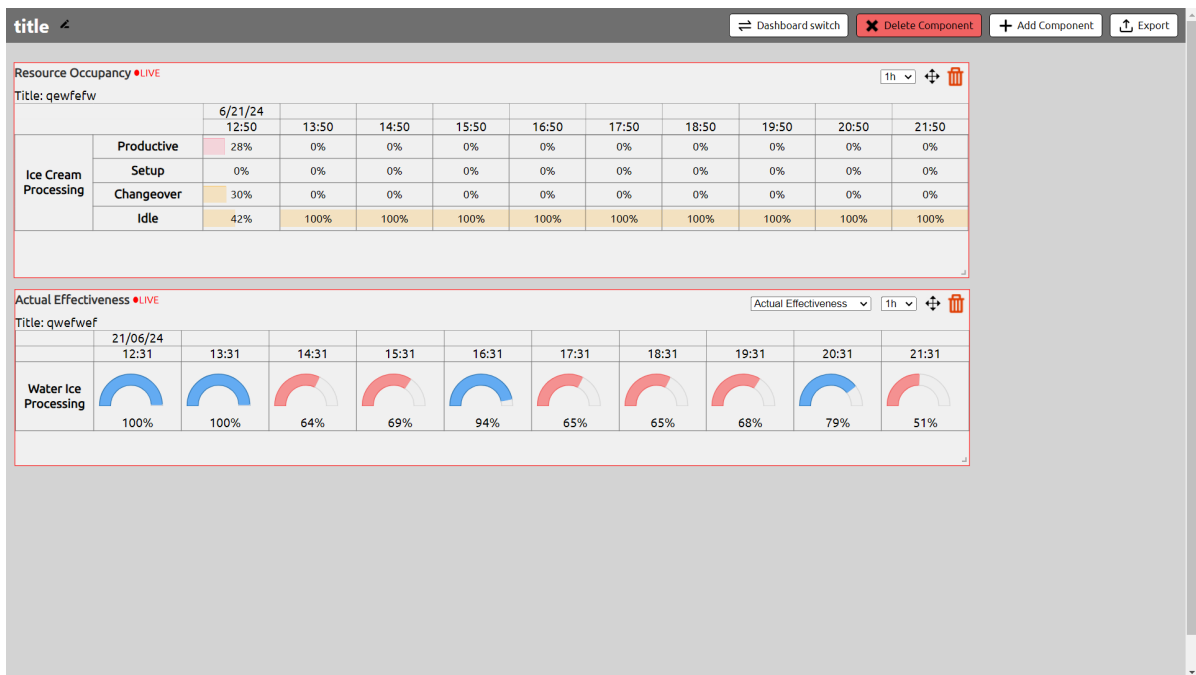 title Dashboard switch Delete Component Add Component Export
Resource Occupancy LIVE 1h
Title: qewfefw
6/21/24
12:50 13:50 14:50 15:50 16:50 17:50 18:50 19:50 20:50 21:50
Productive 28% 0% 0% 0% 0% 0% 0% 0% 0% 0%
Ice Cream Processing
Setup 0% 0% 0% 0% 0% 0% 0% 0% 0% 0%
Changeover 30% 0% 0% 0% 0% 0% 0% 0% 0% 0%
Idle 42% 100% 100% 100% 100% 100% 100% 100% 100% 100%
Actual Effectiveness LIVE Actual Effectiveness 1h
Title: qwefwef
21/06/24
12:31 13:31 14:31 15:31 16:31 17:31 18:31 19:31 20:31 21:31
Water Ice
Processing
100% 100% 64% 69% 94% 65% 65% 68% 79% 51%